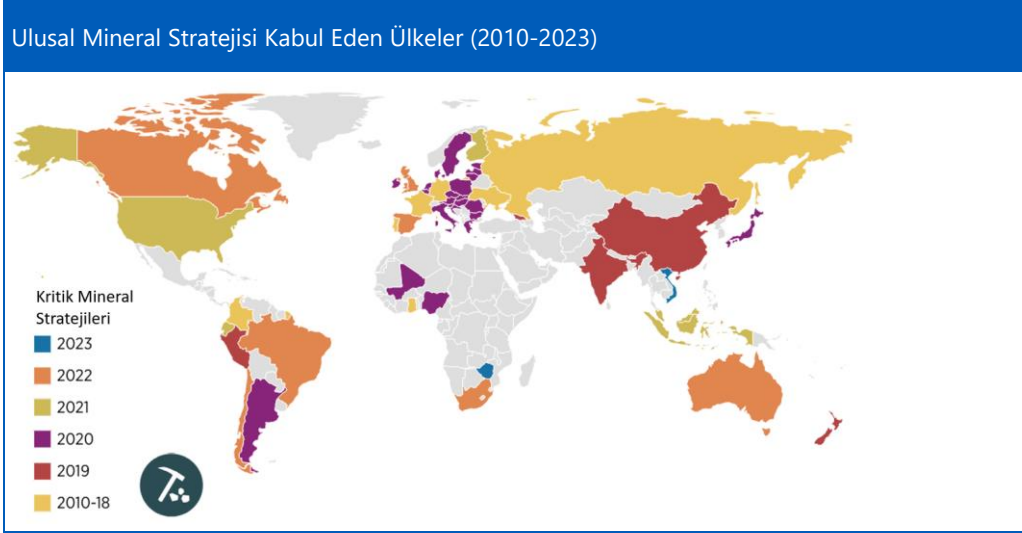 Ulusal Mineral Stratejisi Kabul Eden Ülkeler (2010-2023)
Kritik Mineral
Stratejileri
2023
2022
2021
2020
2019
2010-18